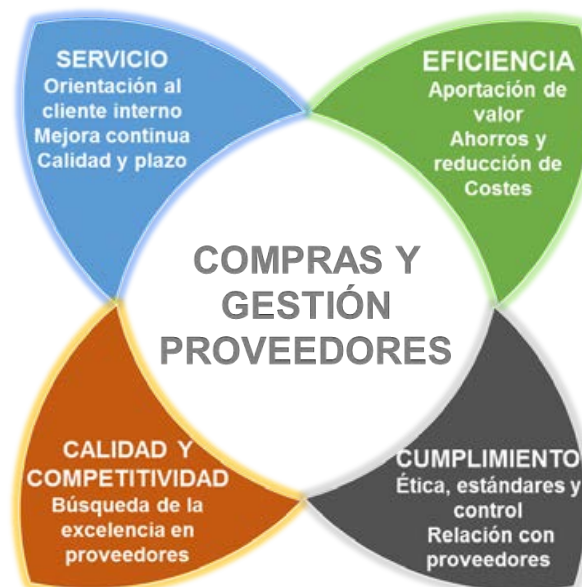 SERVICIO
Orientación al
cliente interno
Mejora continua
Calidad y plazo
EFICIENCIA
Aportación de
valor
Ahorros y
reducción de
Costes
COMPRAS Y
GESTIÓN
PROVEEDORES
CALIDAD Y
COMPETITIVIDAD
Búsqueda de la
excelencia en
proveedores
CUMPLIMIENTO
Ética, estándares y
control
Relación con
proveedores